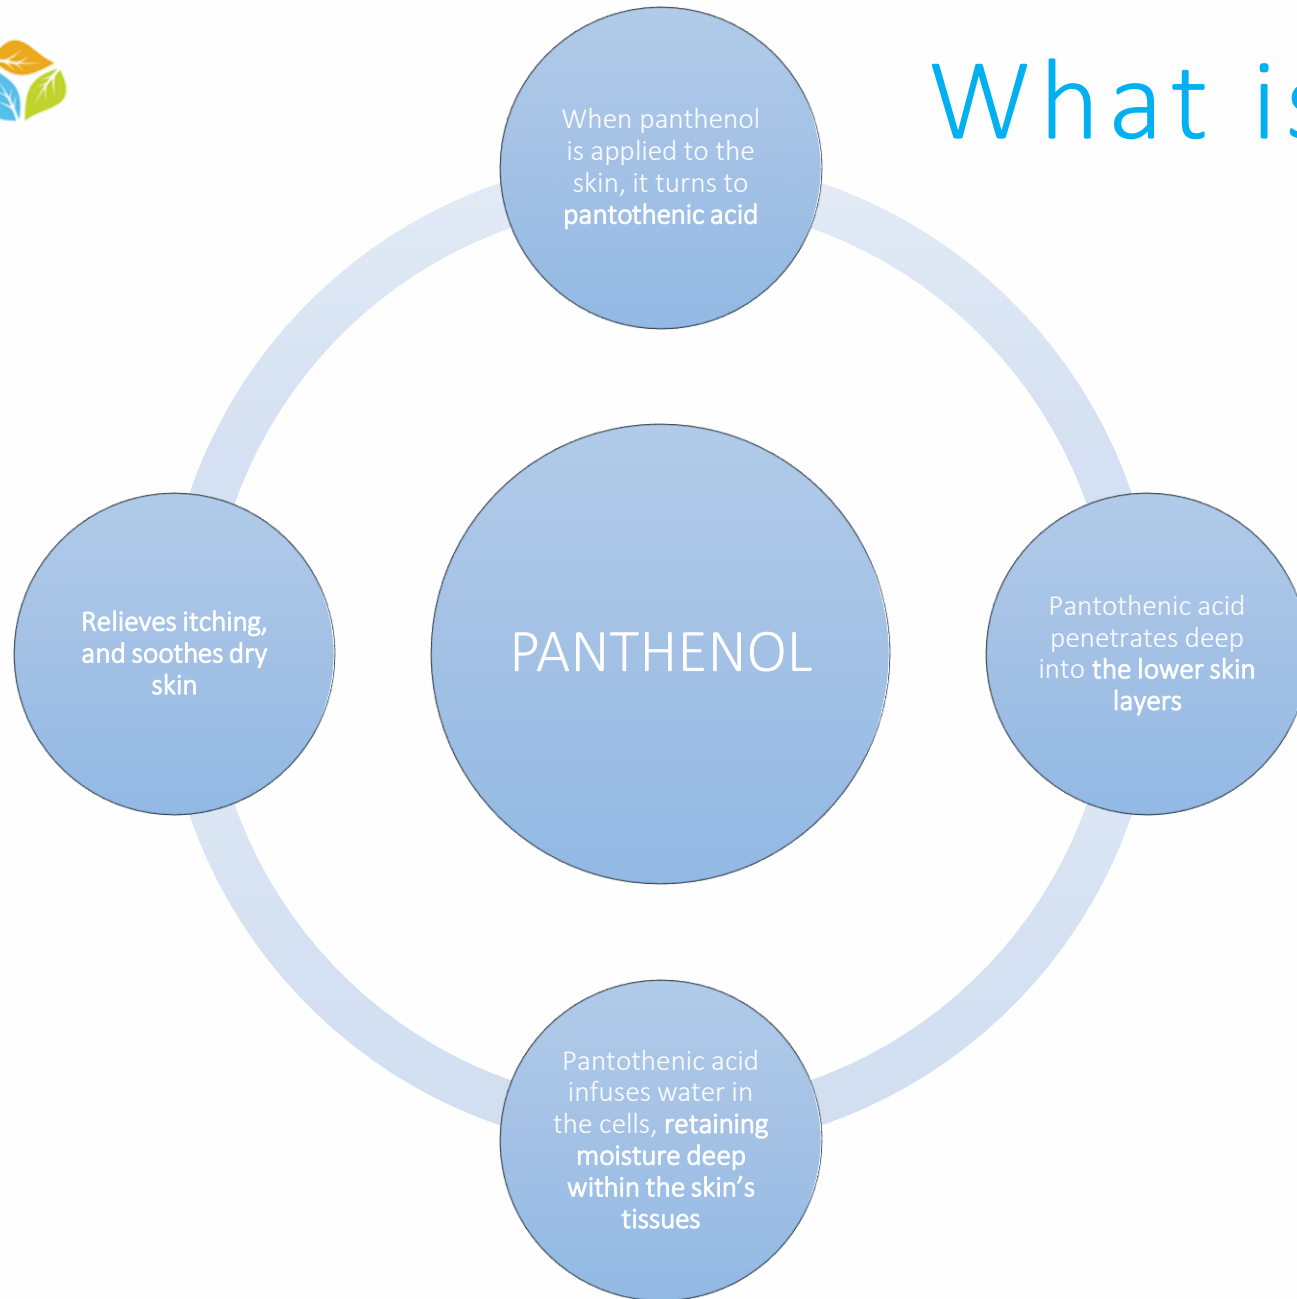 What is
When panthenol
is applied to the
skin, it turns to
pantothenic acid
Pantothenic acid
penetrates deep
into the lower skin
layers
Pantothenic acid
infuses water in
the cells, retaining
moisture deep
within the skin’s
tissues
Relieves itching,
and soothes dry
skin
PANTHENOL